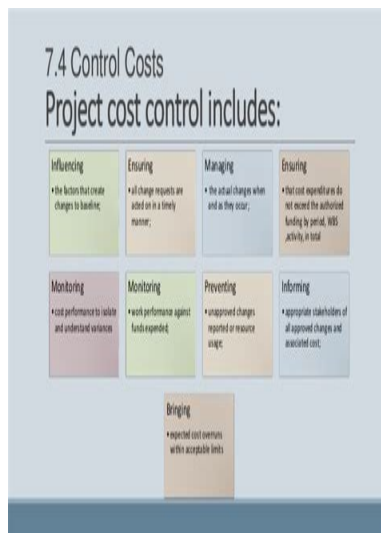 7.4 Control Costs
Project cost control includes:
Influencing
• the factors that create
changes to baseline;
Ensuring
• all change requests are
acted on in a timely
manner;
Managing
• the actual changes when
and as they occur;
Ensuring
• that cost expenditures do
not exceed the authorized
funding by period, WBS
,activity, in total
Monitoring
• cost performance to isolate
and understand variances
Monitoring
• work performance against
funds expended;
Preventing
• unapproved changes
reported or resource
usage;
Informing
• appropriate stakeholders of
all approved changes and
associated cost;
Bringing
• expected cost overruns
within acceptable limits